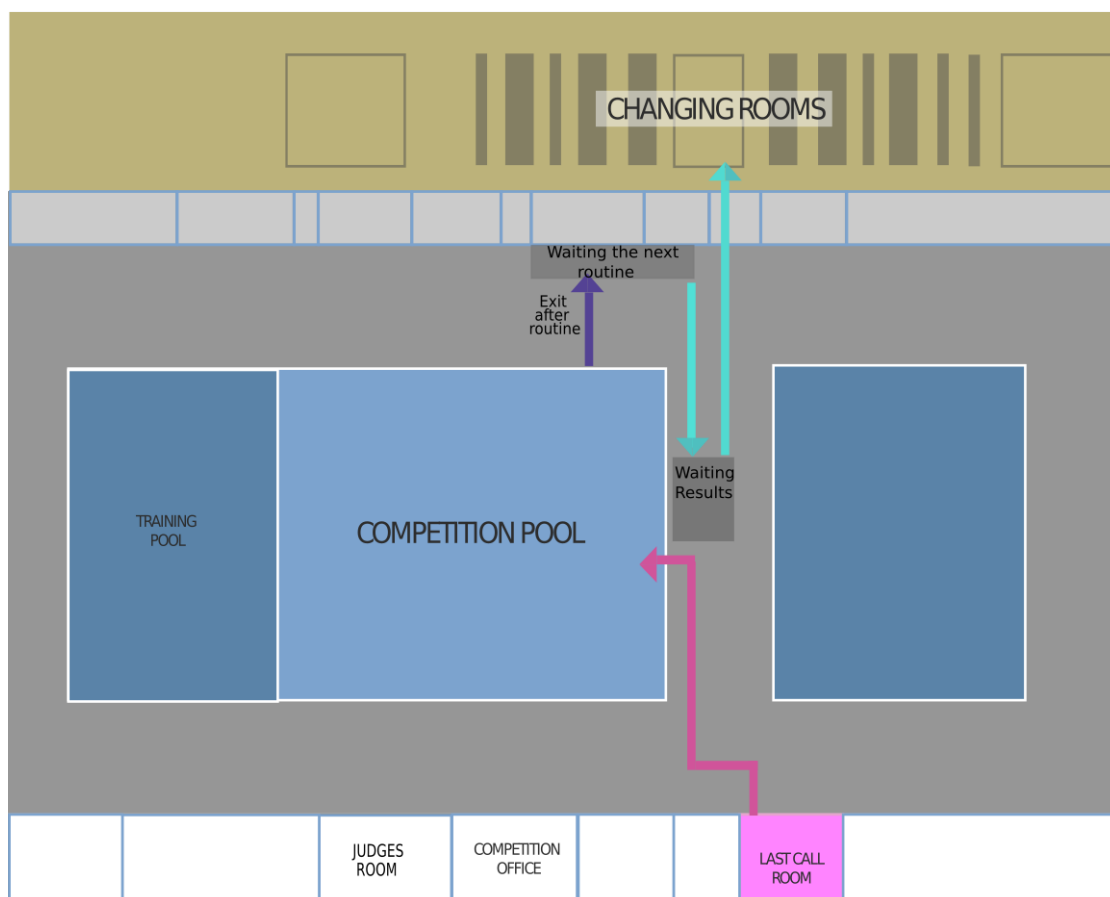 CHANGING ROOMS
Waiting the next
routine
Exit
after
routine
Waiting
Results
TRAINING
POOL
COMPETITION POOL
JUDGES
ROOM
COMPETITION
OFFICE
LAST CALL
ROOM